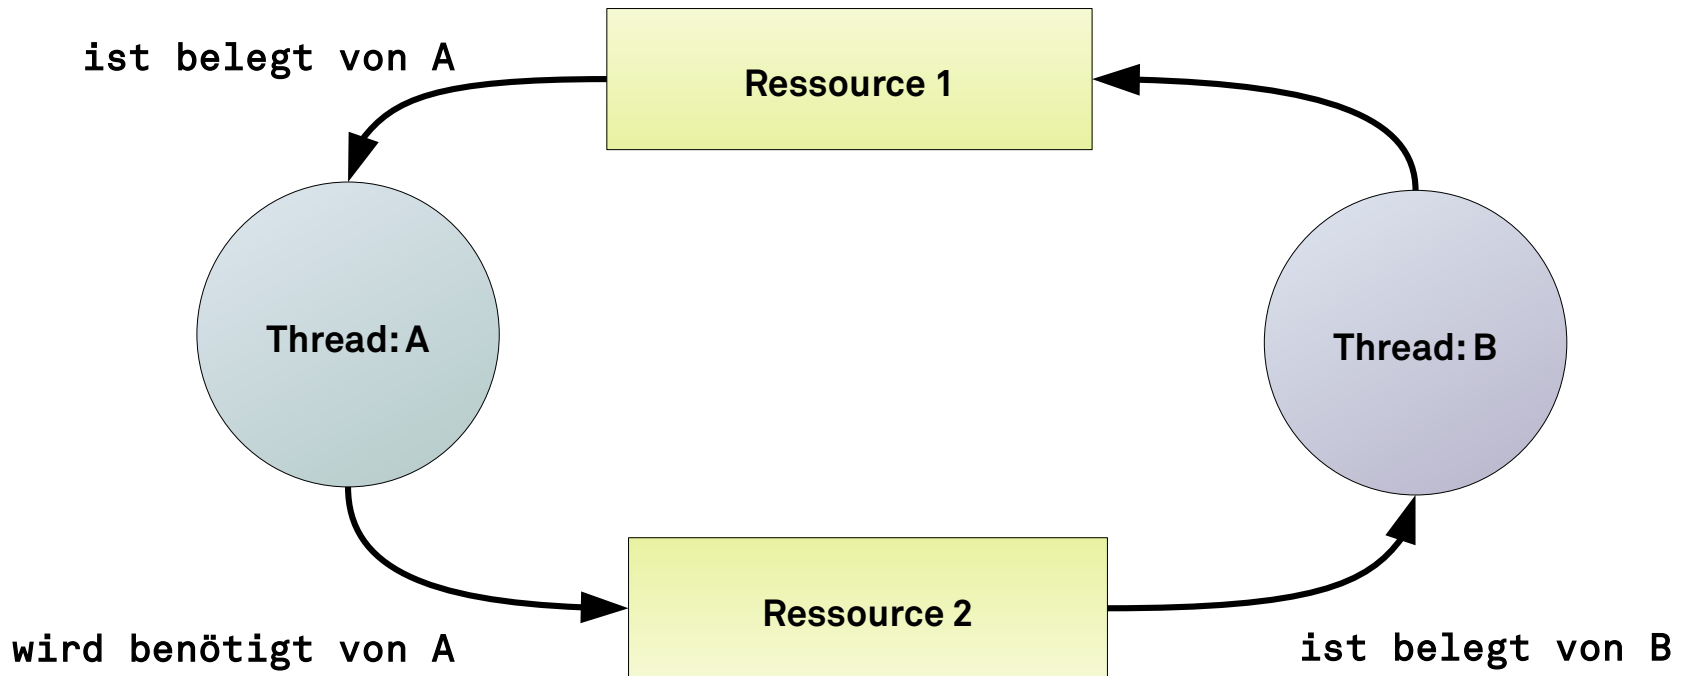 ist belegt von A
Ressource 1
Thread: A
Thread: B
Ressource 2
wird benötigt von A
ist belegt von B